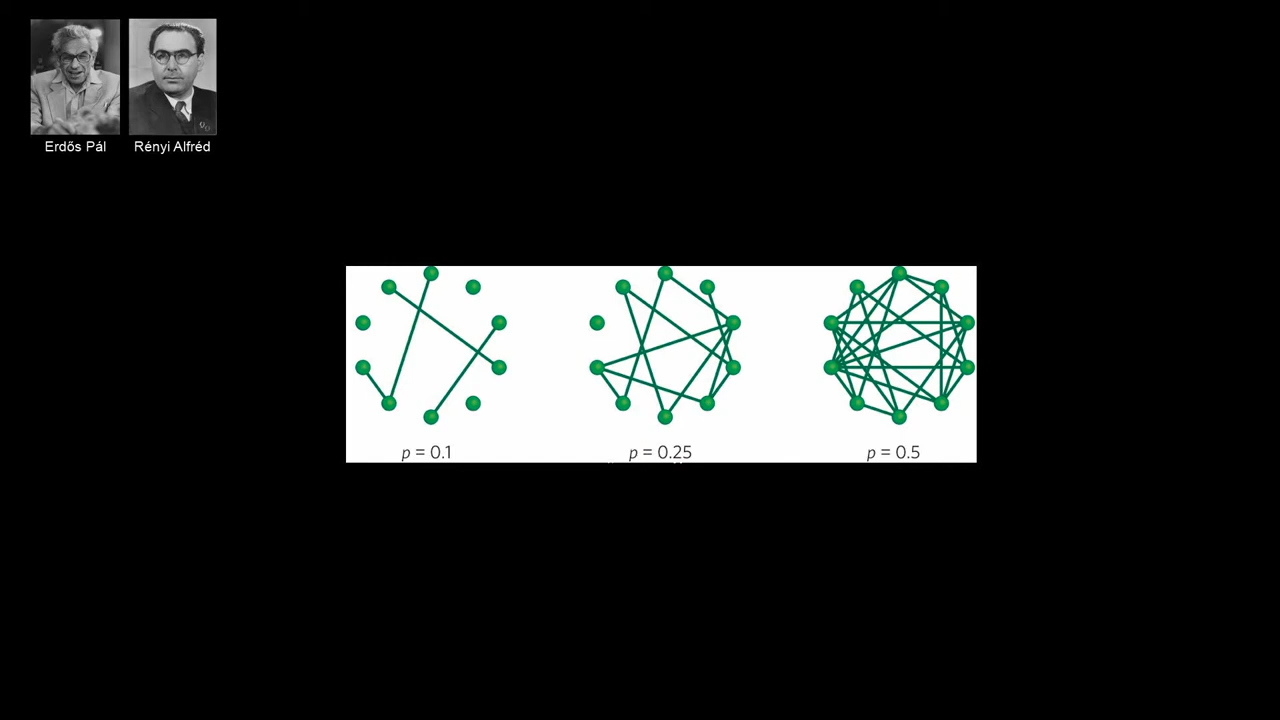 Erdős Pál
Rényi Alfréd
p = 0.1
p = 0.25
p = 0.5